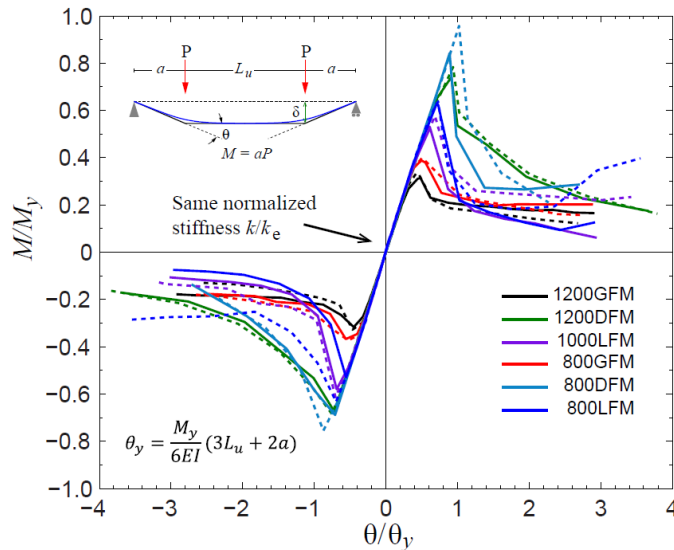 M/M_y
1.0
0.8
0.6
0.4
0.2
0
−0.2
−0.4
−0.6
−0.8
−1.0
P P
a L_u a
δ
θ
M = aP
Same normalized
stiffness k/k_e
1200GFM
1200DFM
1000LFM
800GFM
800DFM
800LFM
θ_y = M_y/6EI (3L_u + 2a)
−4 −3 −2 −1 0 1 2 3 4
θ/θ_y